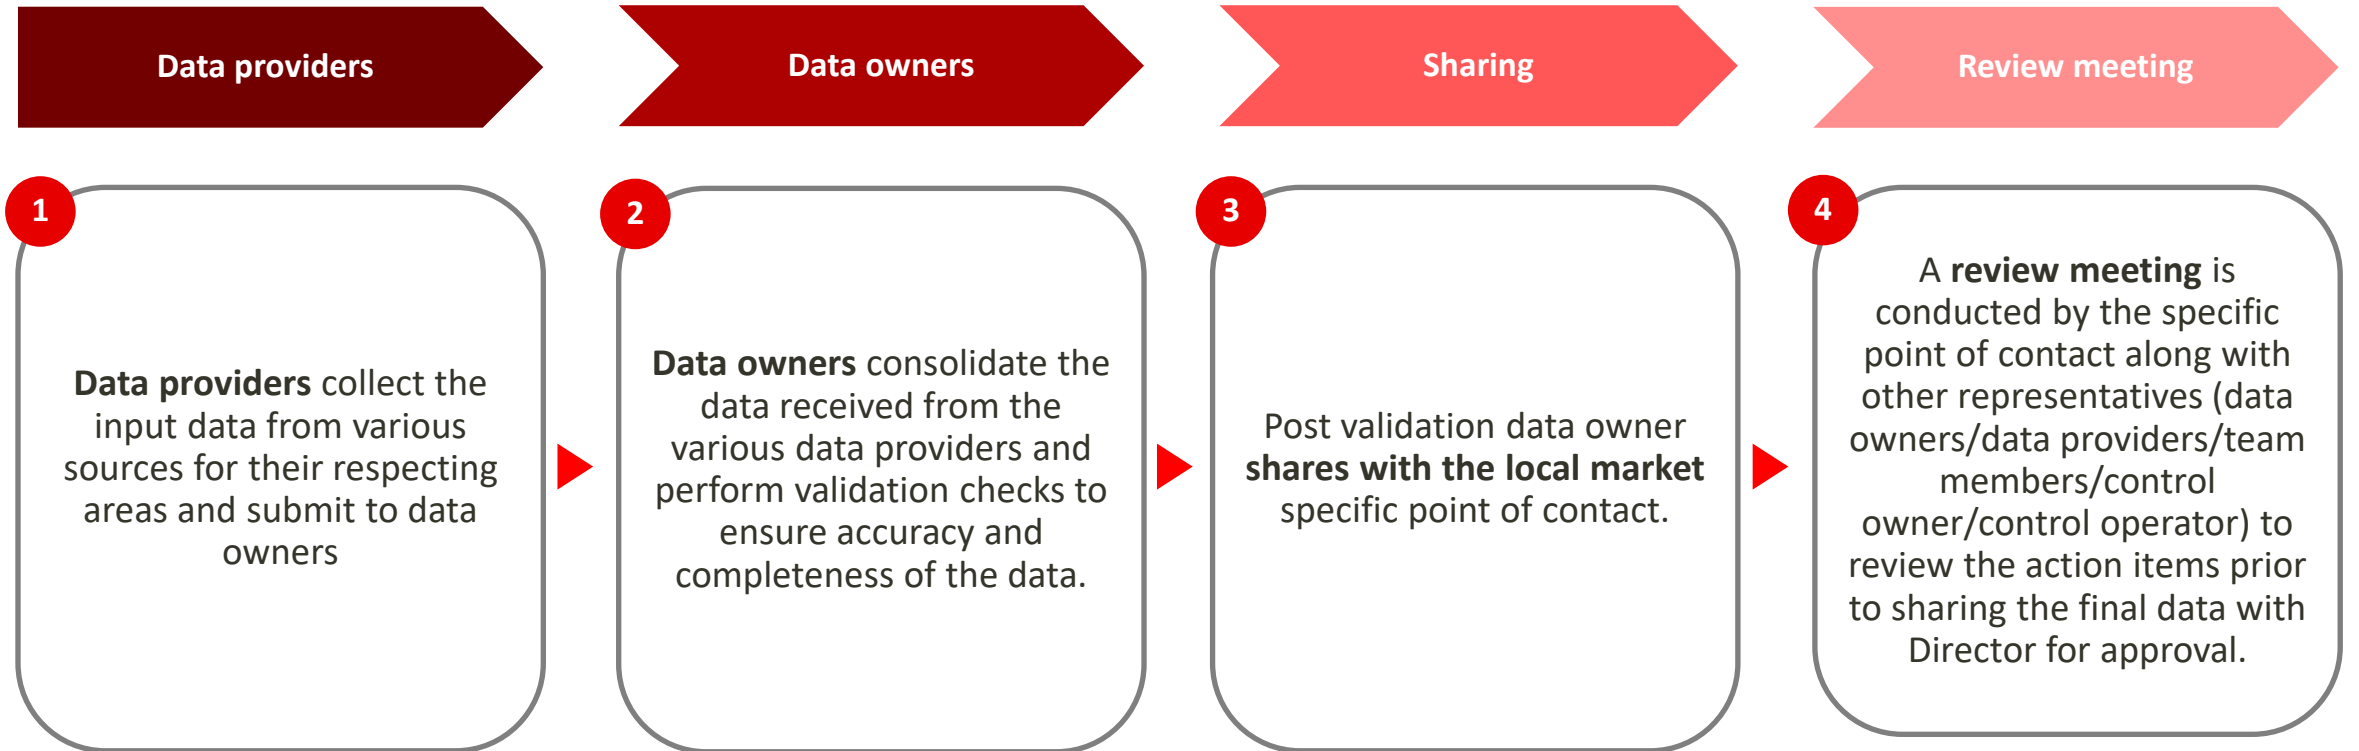 Data providers
Data owners
Sharing
Review meeting
1
Data providers collect the
input data from various
sources for their respecting
areas and submit to data
owners
2
Data owners consolidate the
data received from the
various data providers and
perform validation checks to
ensure accuracy and
completeness of the data.
3
Post validation data owner
shares with the local market
specific point of contact.
4
A review meeting is
conducted by the specific
point of contact along with
other representatives (data
owners/data providers/team
members/control
owner/control operator) to
review the action items prior
to sharing the final data with
Director for approval.